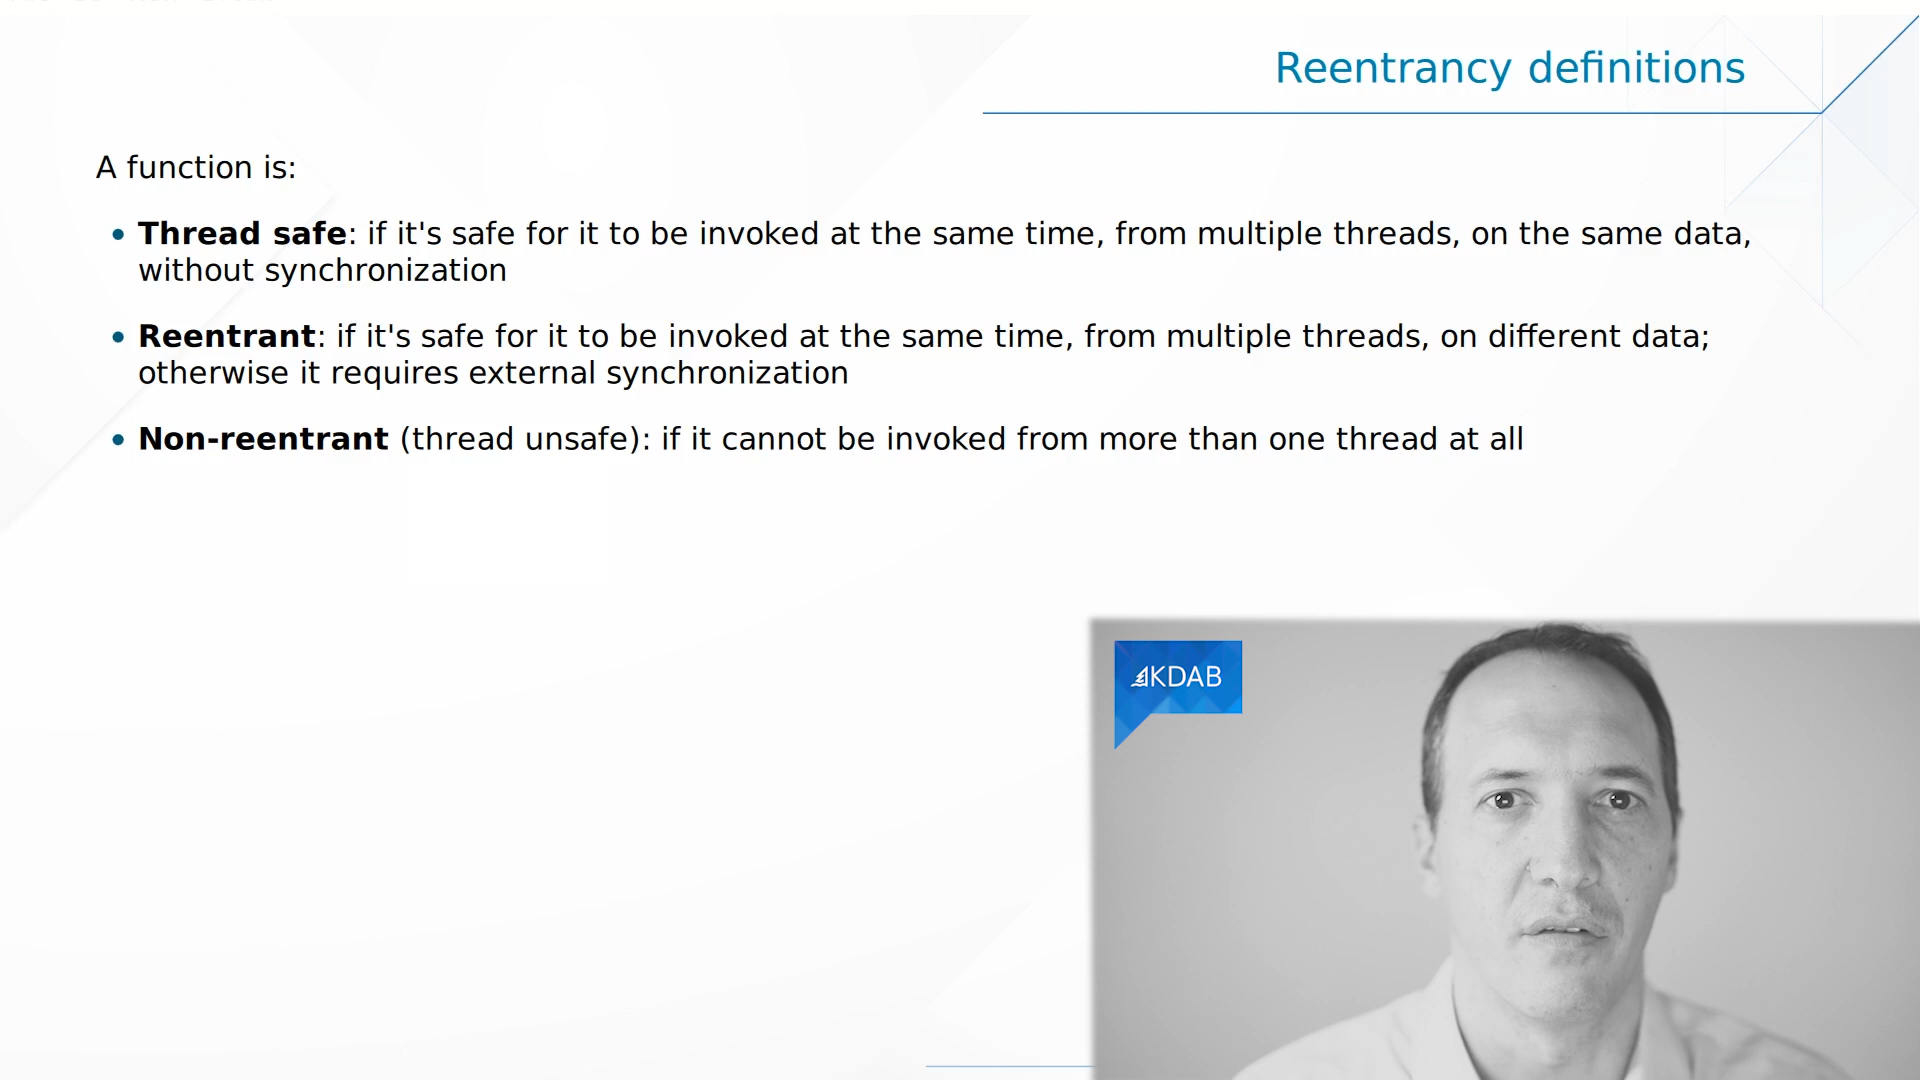 Reentrancy definitions
A function is:
• Thread safe: if it's safe for it to be invoked at the same time, from multiple threads, on the same data,
without synchronization
• Reentrant: if it's safe for it to be invoked at the same time, from multiple threads, on different data;
otherwise it requires external synchronization
• Non-reentrant (thread unsafe): if it cannot be invoked from more than one thread at all
KDAB